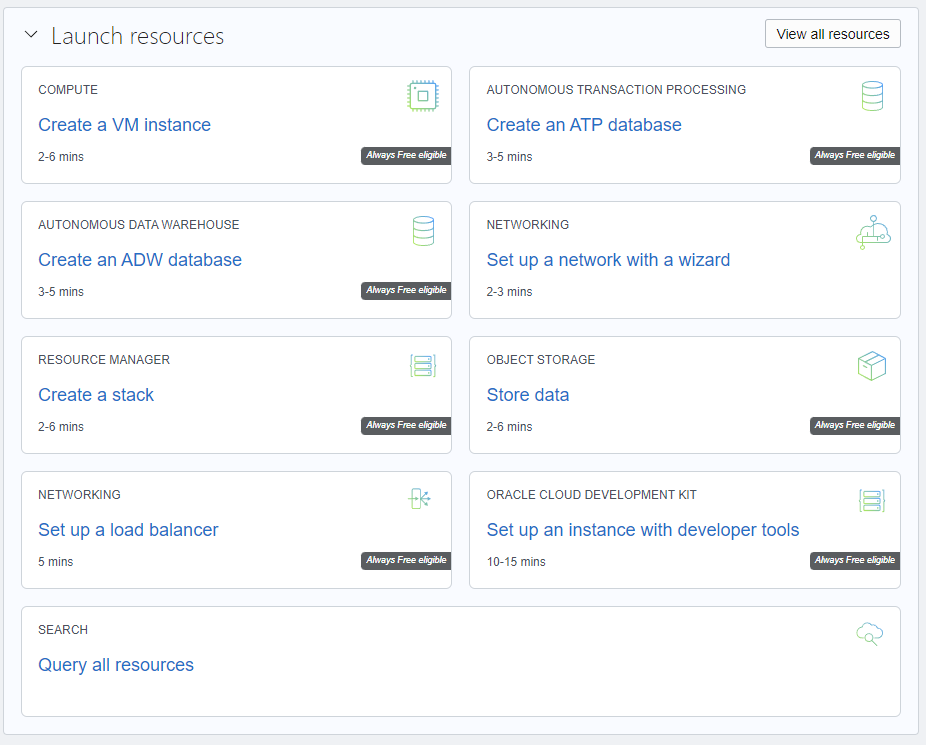 Launch resources
View all resources
COMPUTE
Create a VM instance
2-6 mins
Always Free eligible
AUTONOMOUS TRANSACTION PROCESSING
Create an ATP database
3-5 mins
Always Free eligible
AUTONOMOUS DATA WAREHOUSE
Create an ADW database
3-5 mins
Always Free eligible
NETWORKING
Set up a network with a wizard
2-3 mins
RESOURCE MANAGER
Create a stack
2-6 mins
Always Free eligible
OBJECT STORAGE
Store data
2-6 mins
Always Free eligible
NETWORKING
Set up a load balancer
5 mins
Always Free eligible
ORACLE CLOUD DEVELOPMENT KIT
Set up an instance with developer tools
10-15 mins
Always Free eligible
SEARCH
Query all resources